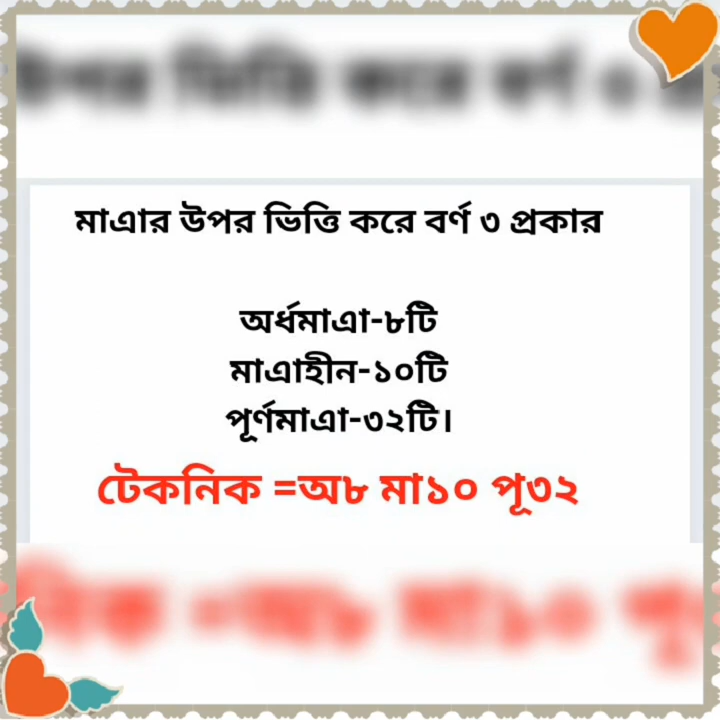 মাএার উপর ভিত্তি করে বর্ণ ৩ প্রকার
অর্ধমাএা-৮টি
মাএাহীন-১০টি
পূর্ণমাএা-৩২টি।
টেকনিক =অ৮ মা১০ পূ৩২